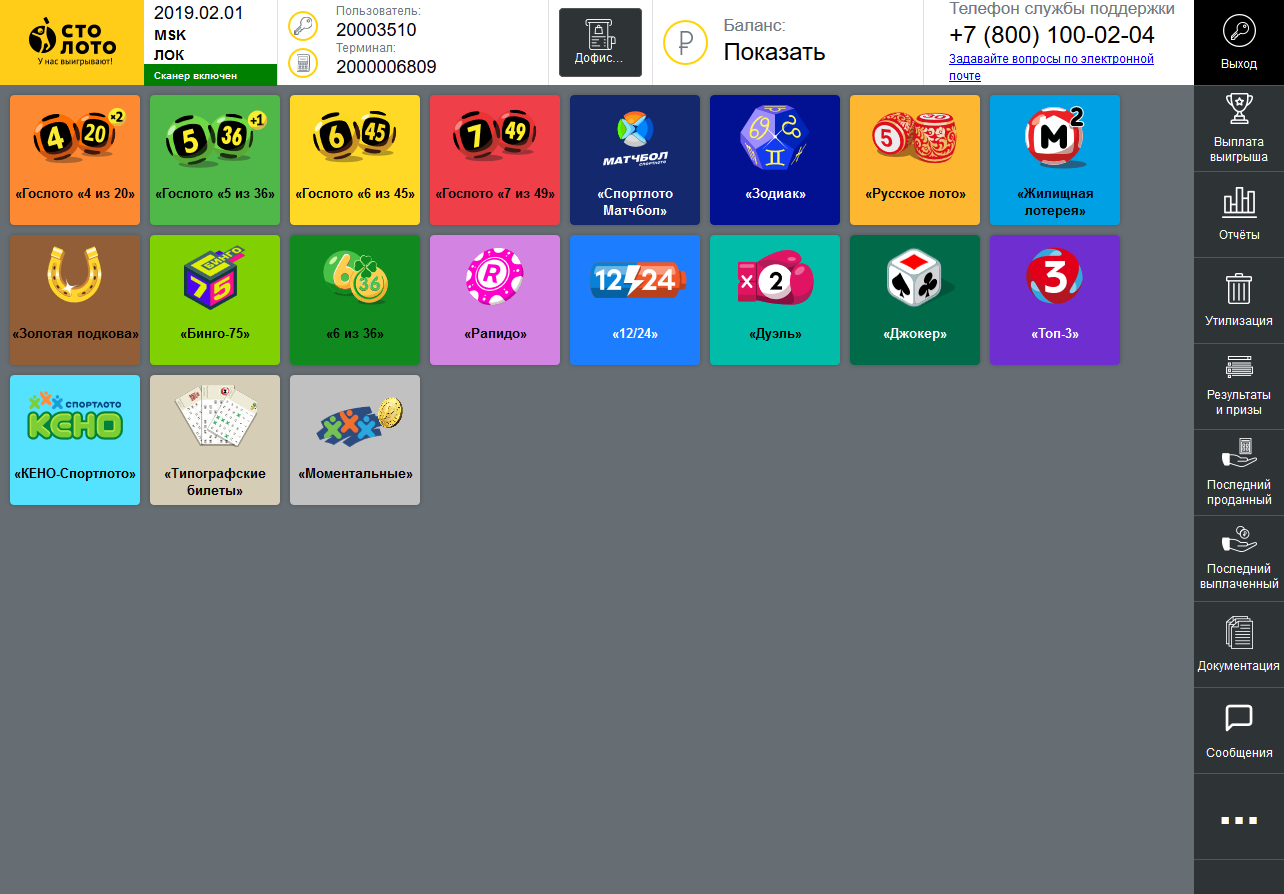 СТО
ЛОТО
У нас выигрывают!
2019.02.01
MSK
ЛОК
Сканер включен
Пользователь:
20003510
Терминал:
2000006809
Дофис...
Баланс:
Показать
Телефон службы поддержки
+7 (800) 100-02-04
Задавайте вопросы по электронной
почте
Выход
4 20 ×2
«Гослото «4 из 20»
5 36 +1
«Гослото «5 из 36»
6 45
«Гослото «6 из 45»
7 49
«Гослото «7 из 49»
МАТЧБОЛ
СПОРТЛОТО
«Спортлото
Матчбол»
69
«Зодиак»
5
«Русское лото»
М 2
«Жилищная
лотерея»
«Золотая подкова»
БИНГО
75
«Бинго-75»
6 36
«6 из 36»
R
«Рапидо»
12 24
«12/24»
×2
«Дуэль»
«Джокер»
3
«Топ-3»
СПОРТЛОТО
КЕНО
«КЕНО-Спортлото»
«Типографские
билеты»
«Моментальные»
Выплата
выигрыша
Отчёты
Утилизация
Результаты
и призы
Последний
проданный
Последний
выплаченный
Документация
Сообщения